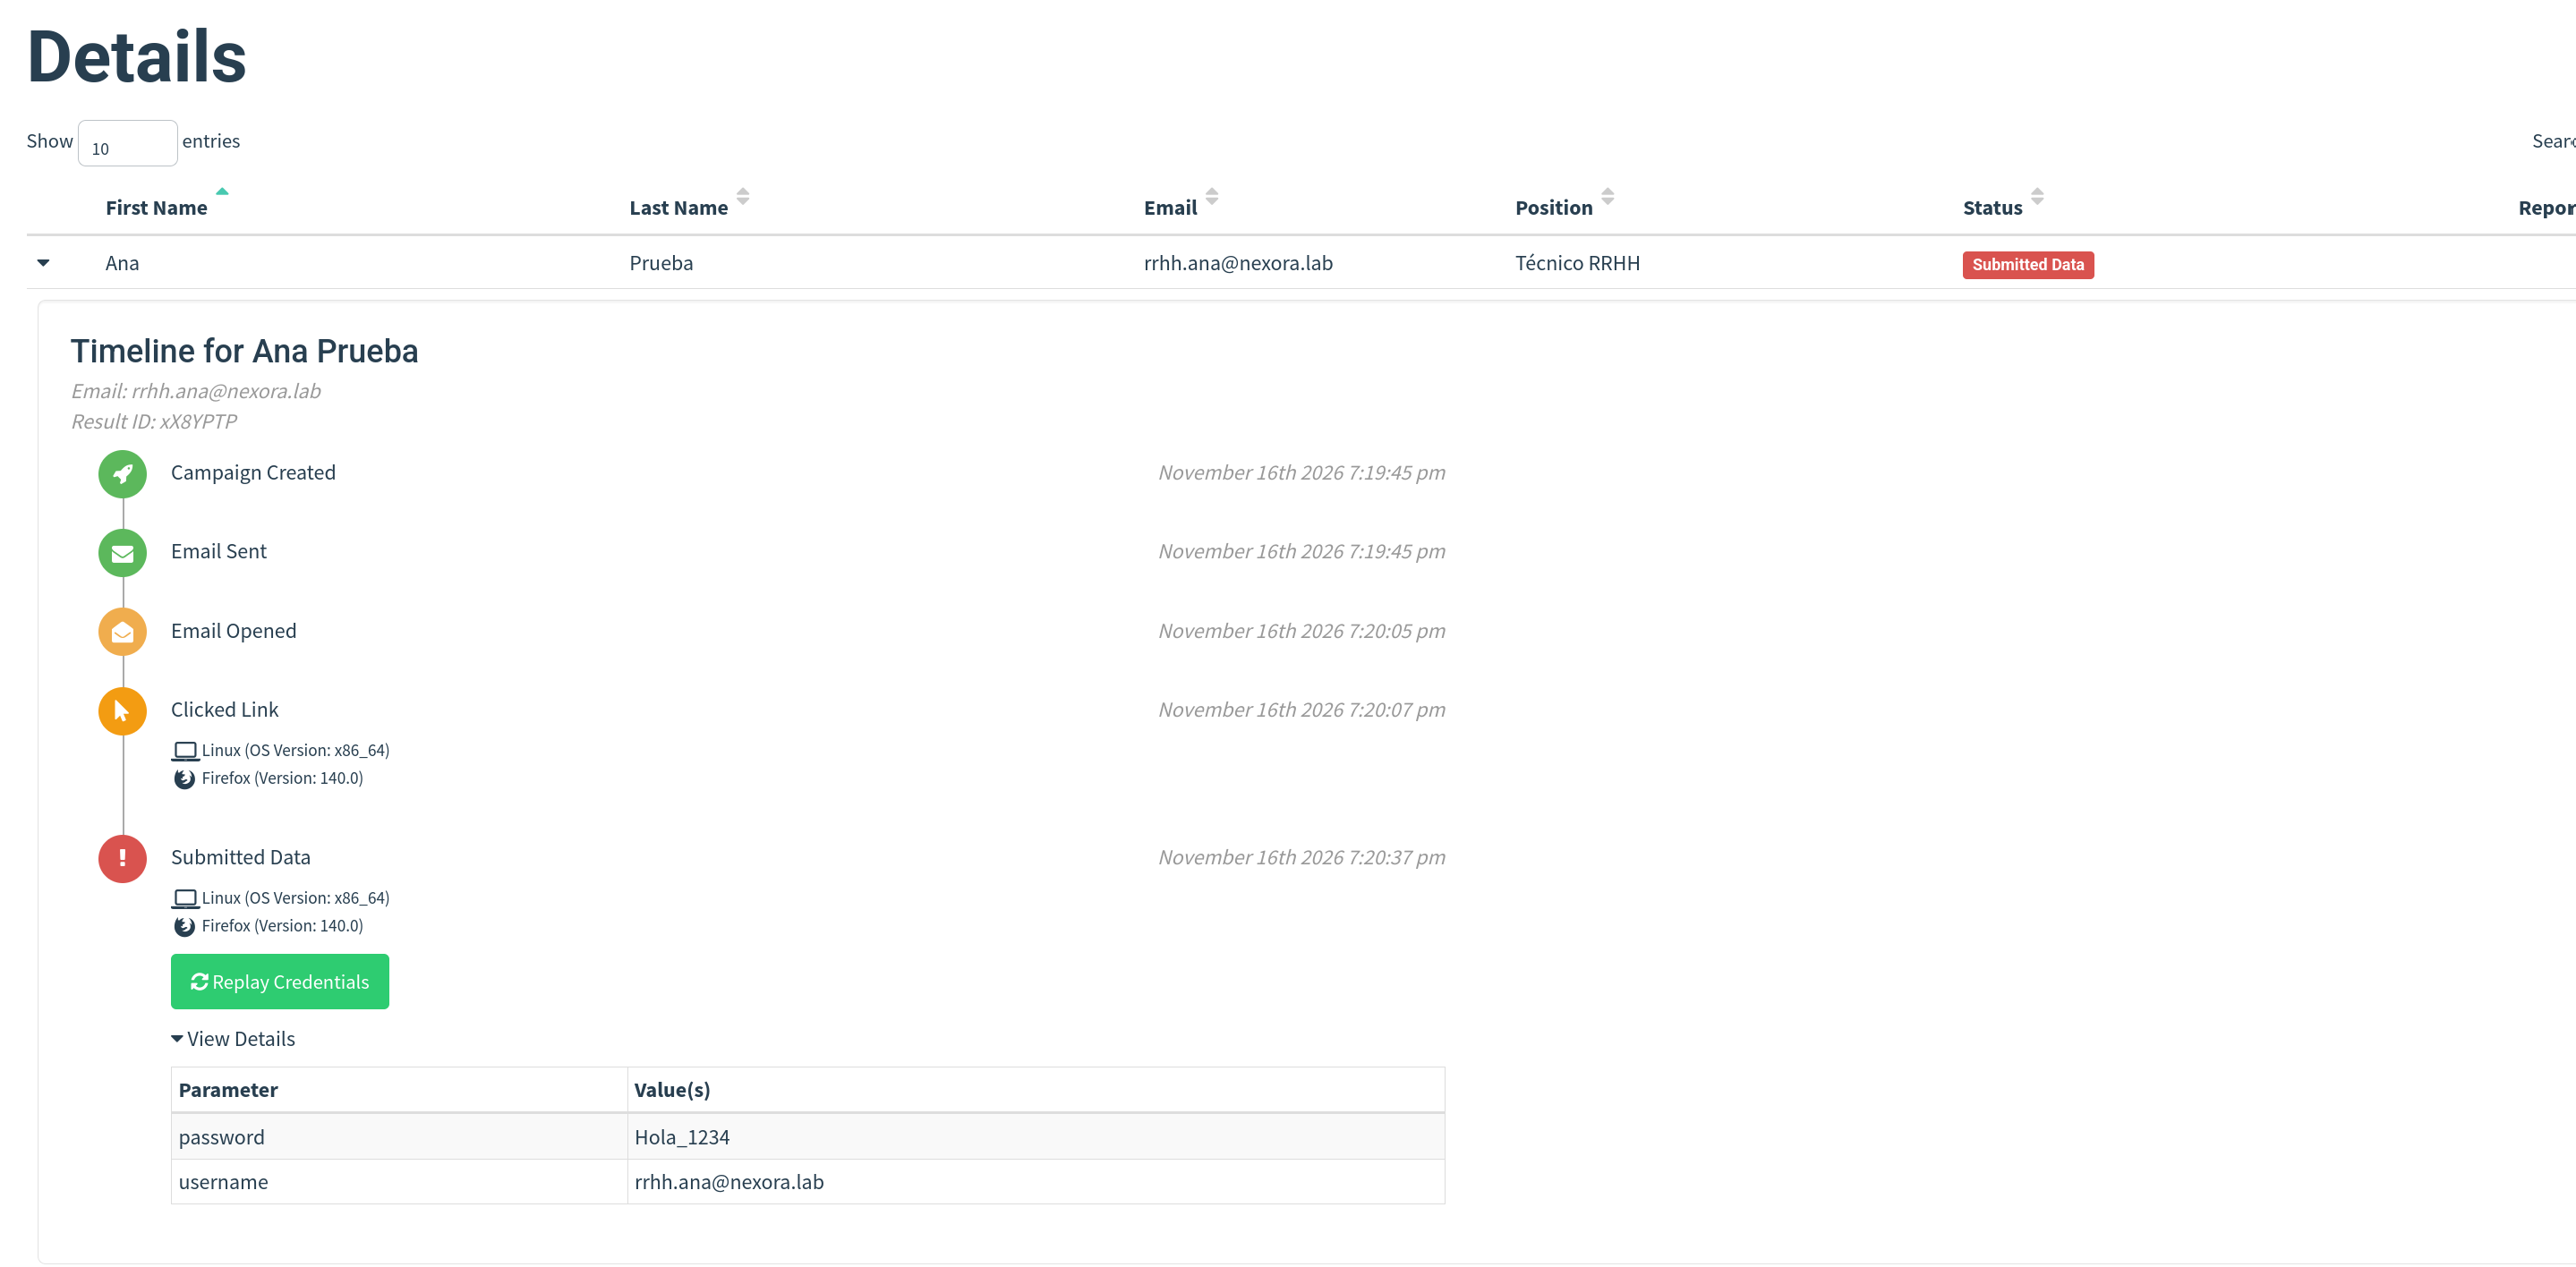 Details
Show 10 entries
First Name Last Name Email Position Status
Ana Prueba rrhh.ana@nexora.lab Técnico RRHH Submitted Data
Timeline for Ana Prueba
Email: rrhh.ana@nexora.lab
Result ID: xX8YPTP
Campaign Created November 16th 2026 7:19:45 pm
Email Sent November 16th 2026 7:19:45 pm
Email Opened November 16th 2026 7:20:05 pm
Clicked Link November 16th 2026 7:20:07 pm
Linux (OS Version: x86_64)
Firefox (Version: 140.0)
Submitted Data November 16th 2026 7:20:37 pm
Linux (OS Version: x86_64)
Firefox (Version: 140.0)
Replay Credentials
View Details
Parameter Value(s)
password Hola_1234
username rrhh.ana@nexora.lab